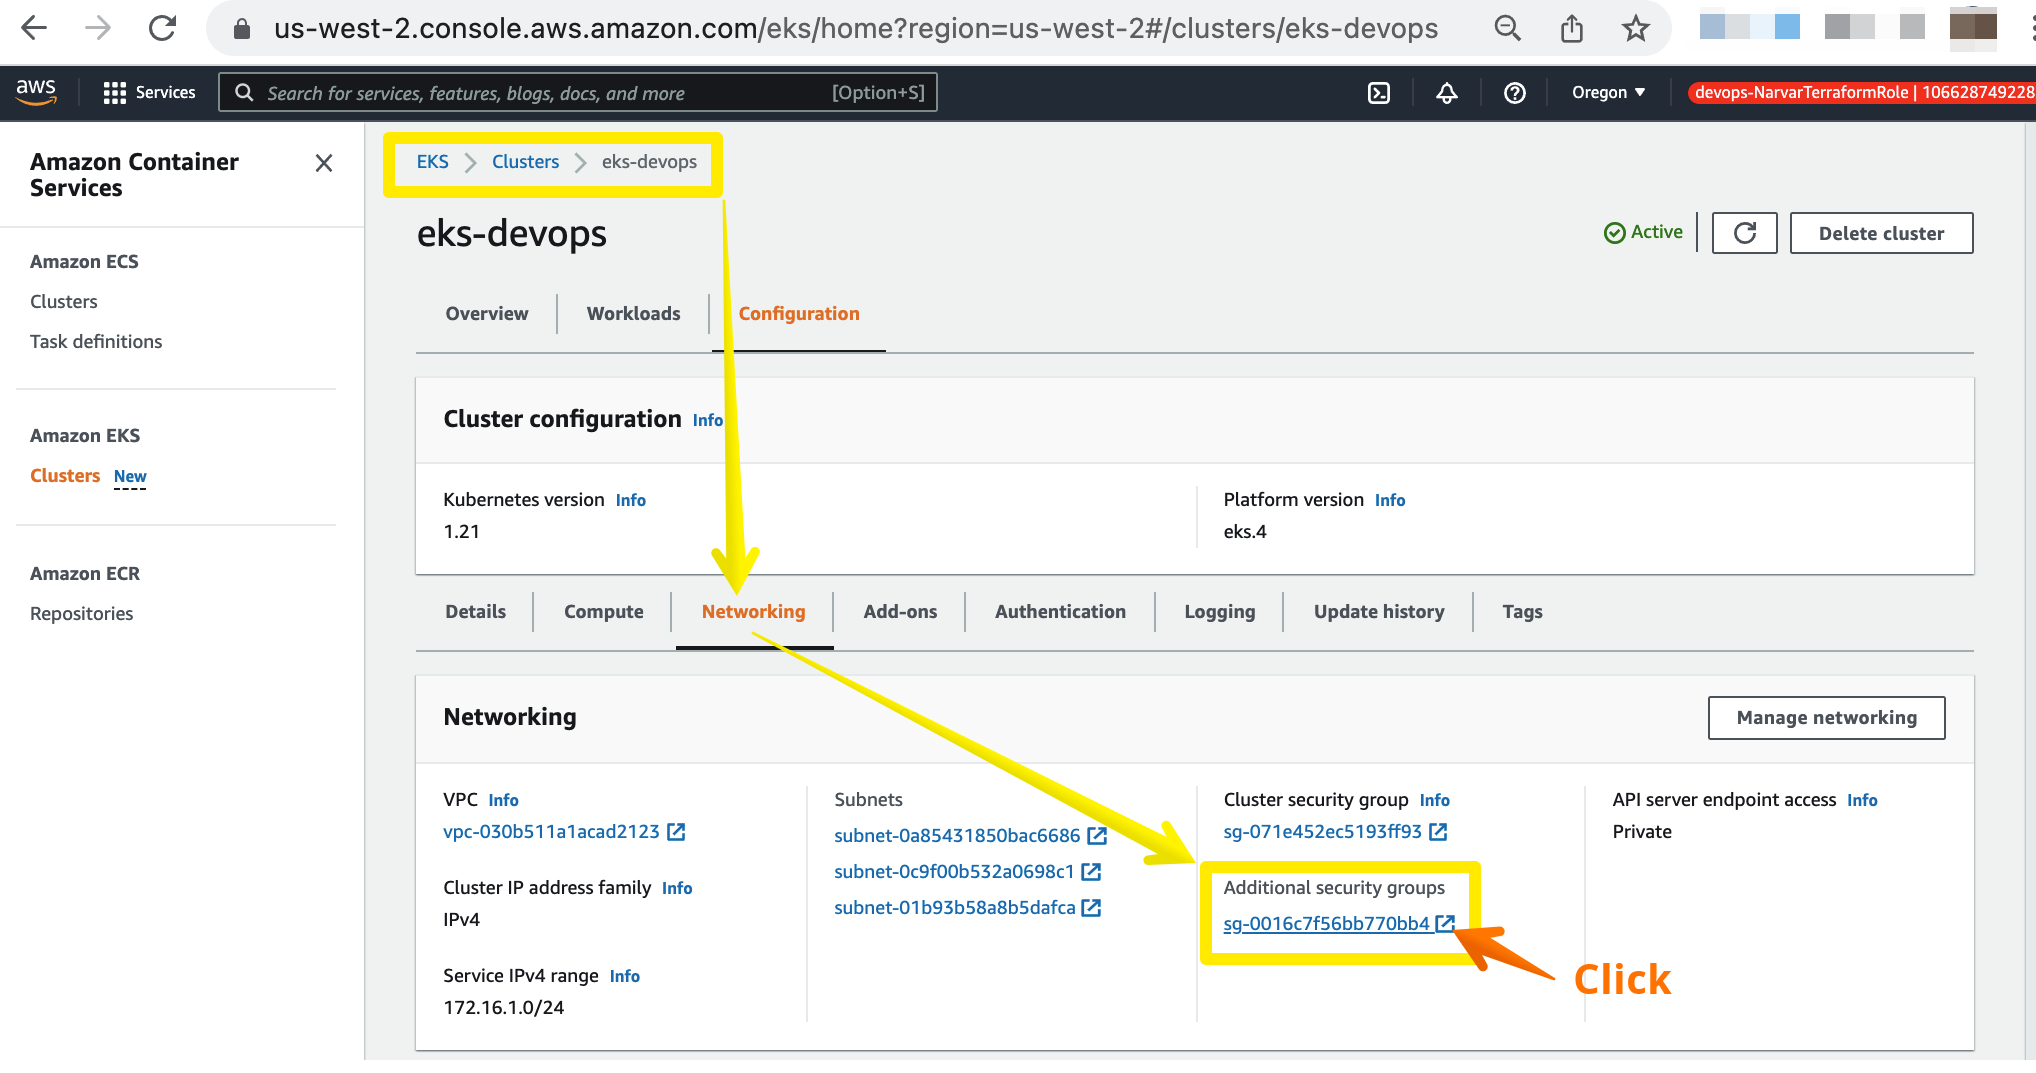 us-west-2.console.aws.amazon.com/eks/home?region=us-west-2#/clusters/eks-devops
aws
Services
Search for services, features, blogs, docs, and more
[Option+S]
Oregon
devops-NarvarTerraformRole | 106628749228
Amazon Container
Services
Amazon ECS
Clusters
Task definitions
Amazon EKS
Clusters New
Amazon ECR
Repositories
EKS Clusters eks-devops
eks-devops
Active
Delete cluster
Overview
Workloads
Configuration
Cluster configuration Info
Kubernetes version Info
1.21
Platform version Info
eks.4
Details
Compute
Networking
Add-ons
Authentication
Logging
Update history
Tags
Networking
Manage networking
VPC Info
vpc-030b511a1acad2123
Cluster IP address family Info
IPv4
Service IPv4 range Info
172.16.1.0/24
Subnets
subnet-0a85431850bac6686
subnet-0c9f00b532a0698c1
subnet-01b93b58a8b5dafca
Cluster security group Info
sg-071e452ec5193ff93
Additional security groups
sg-0016c7f56bb770bb4
API server endpoint access Info
Private
Click